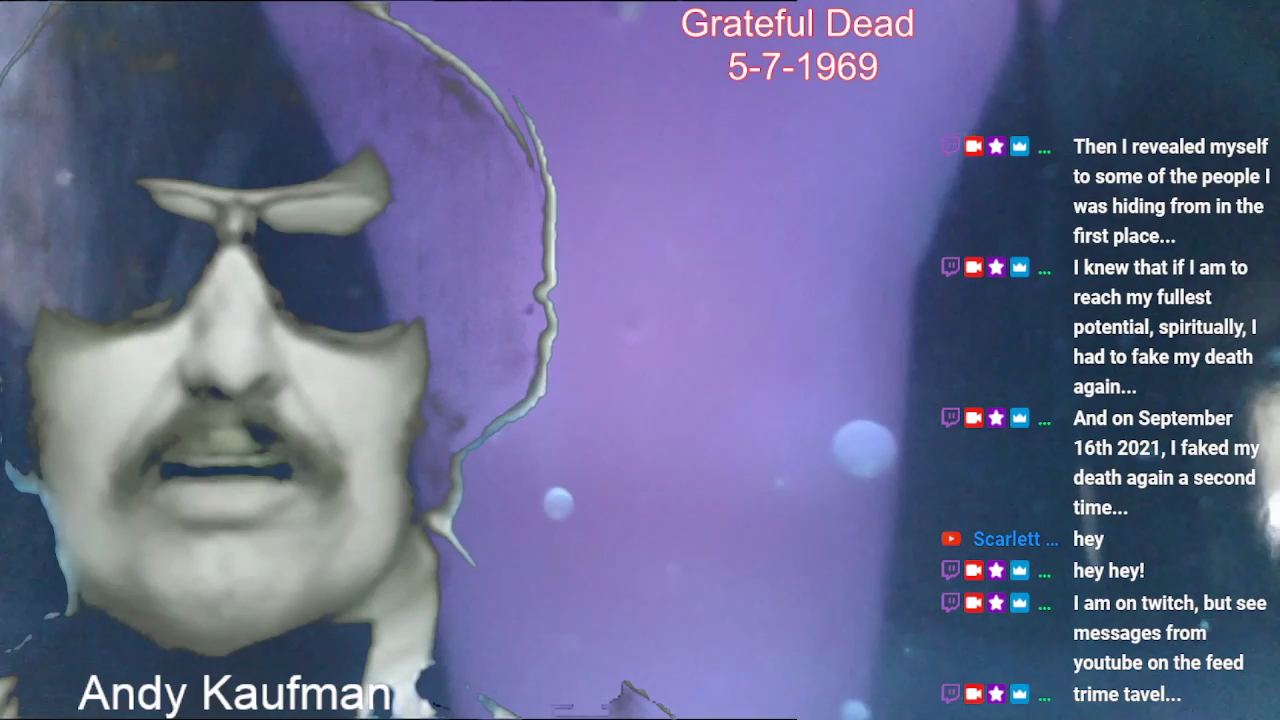 Grateful Dead
5-7-1969
... Then I revealed myself
to some of the people I
was hiding from in the
first place...
... I knew that if I am to
reach my fullest
potential, spiritually, I
had to fake my death
again...
... And on September
16th 2021, I faked my
death again a second
time...
Scarlett ... hey
... hey hey!
... I am on twitch, but see
messages from
youtube on the feed
... trime tavel...
Andy Kaufman